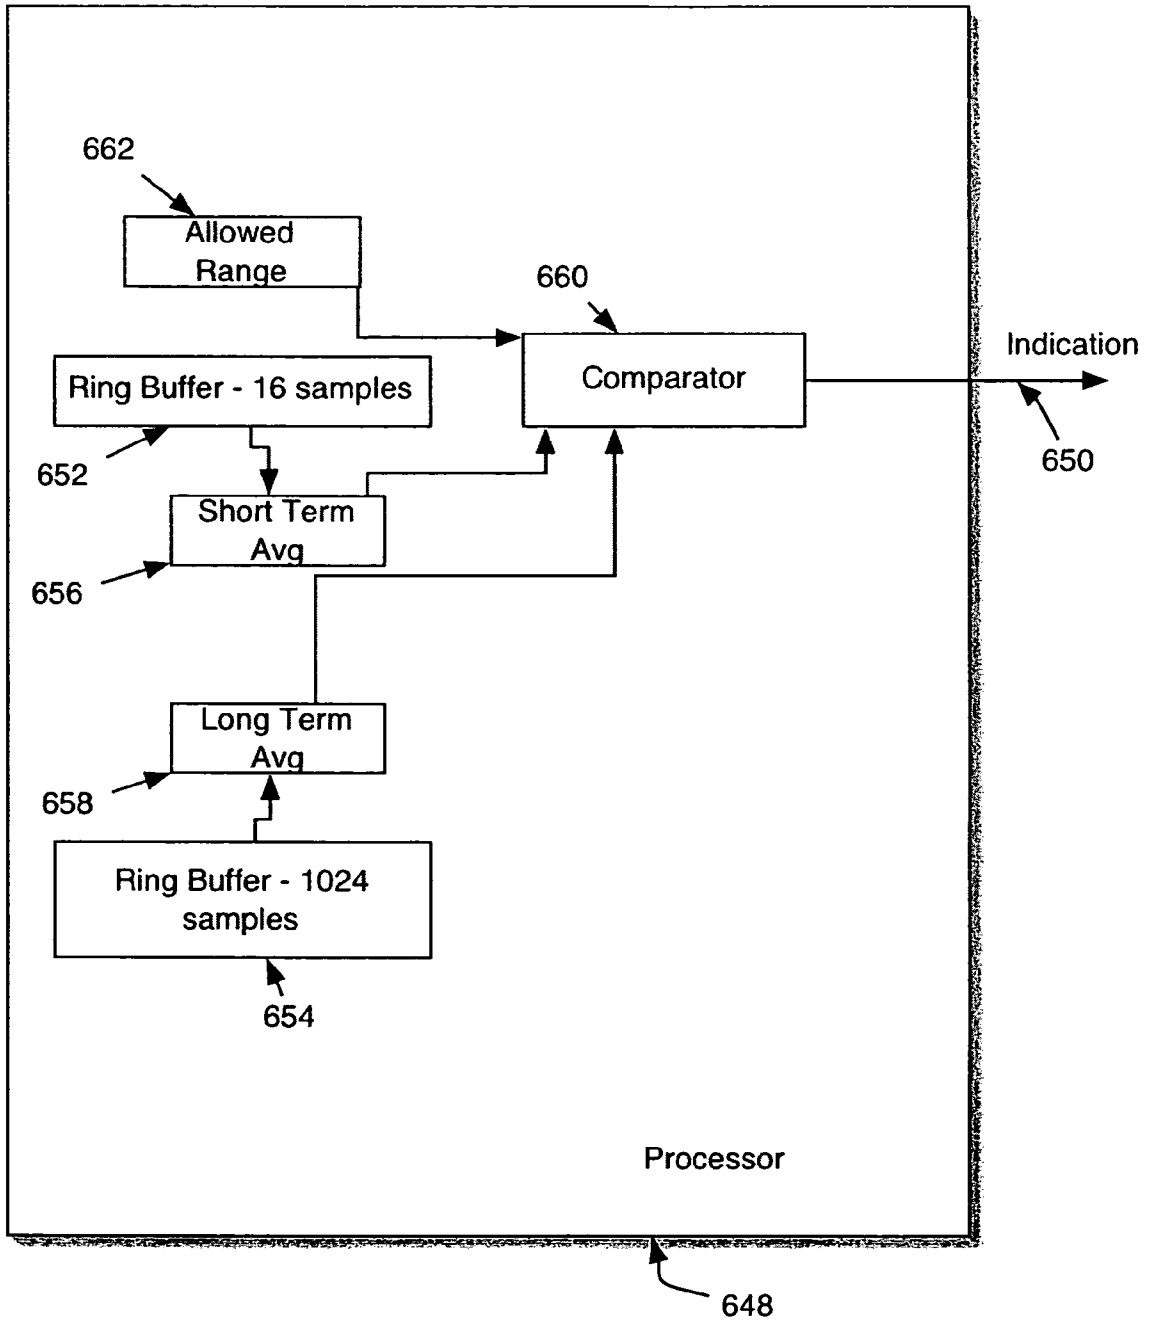 662
Allowed
Range
660
Indication
Comparator
Ring Buffer - 16 samples
650
652
Short Term
Avg
656
Long Term
Avg
658
Ring Buffer - 1024
samples
654
Processor
648